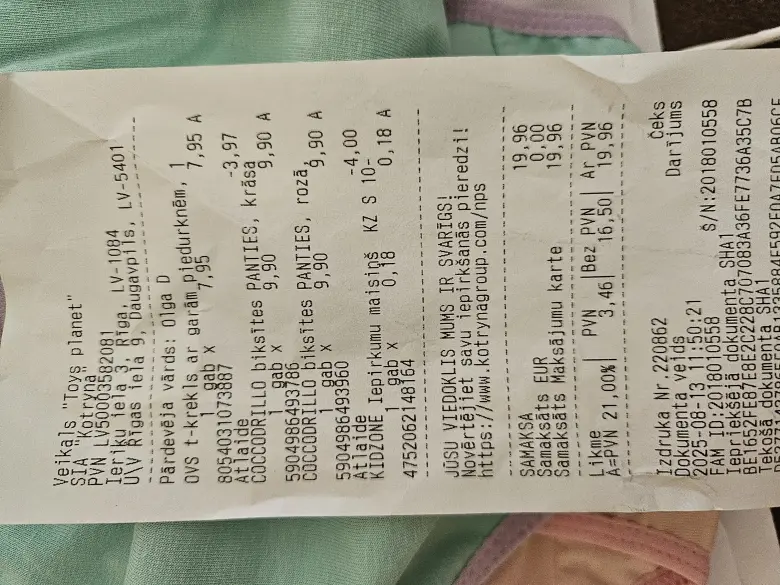 Veikals "Toys planet"
SIA "Kotryna"
PVN LV50003582081
Ieriķu iela 3, Rīga, LV-1084
U\V Rīgas iela 9, Daugavpils, LV-5401
Pārdevēja vārds: Olga D
OVS t-krekls ar garām piedurknēm, 1
1 gab x 7,95 7,95 A
8054031073887
Atlaide -3,97
COCCODRILLO biksītes PANTIES, krāsa
1 gab x 9,90 9,90 A
5904986493786
COCCODRILLO biksītes PANTIES, rozā,
1 gab x 9,90 9,90 A
5904986493960
Atlaide -4,00
KIDZONE Iepirkumu maisiņš KZ S 10-
1 gab x 0,18 0,18 A
4752062148164
JŪSU VIEDOKLIS MUMS IR SVARĪGS!
Novērtējiet savu iepirkšanās pieredzi!
https://www.kotrynagroup.com/nps
SAMAKSA 19,96
Samaksāts EUR 0,00
Samaksāts Maksājumu karte 19,96
Likme | PVN |Bez PVN| Ar PVN
A=PVN 21,00%| 3,46| 16,50| 19,96
Izdruka Nr.220862 Čeks
Dokumenta veids Darījums
2025-08-13 11:50:21
FAM ID:2018010558 S/N:2018010558
Iepriekšējā dokumenta SHA1
BE1652FE87E8E2C228C707083A36FE7736A35C7B
Tekošā dokumenta SHA1